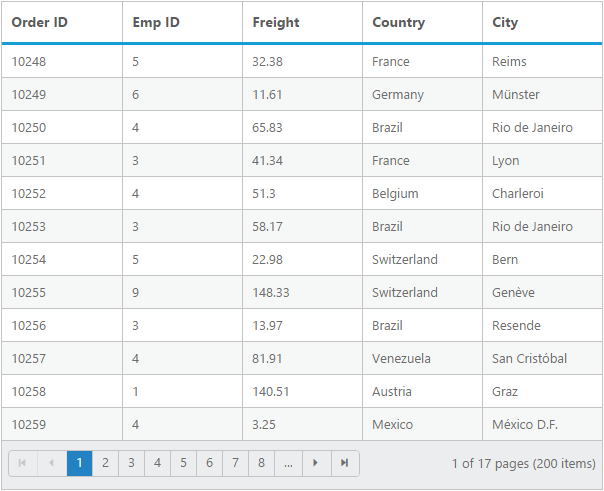 Order ID Emp ID Freight Country City
10248 5 32.38 France Reims
10249 6 11.61 Germany Münster
10250 4 65.83 Brazil Rio de Janeiro
10251 3 41.34 France Lyon
10252 4 51.3 Belgium Charleroi
10253 3 58.17 Brazil Rio de Janeiro
10254 5 22.98 Switzerland Bern
10255 9 148.33 Switzerland Genève
10256 3 13.97 Brazil Resende
10257 4 81.91 Venezuela San Cristóbal
10258 1 140.51 Austria Graz
10259 4 3.25 Mexico México D.F.
1 2 3 4 5 6 7 8 ... 1 of 17 pages (200 items)